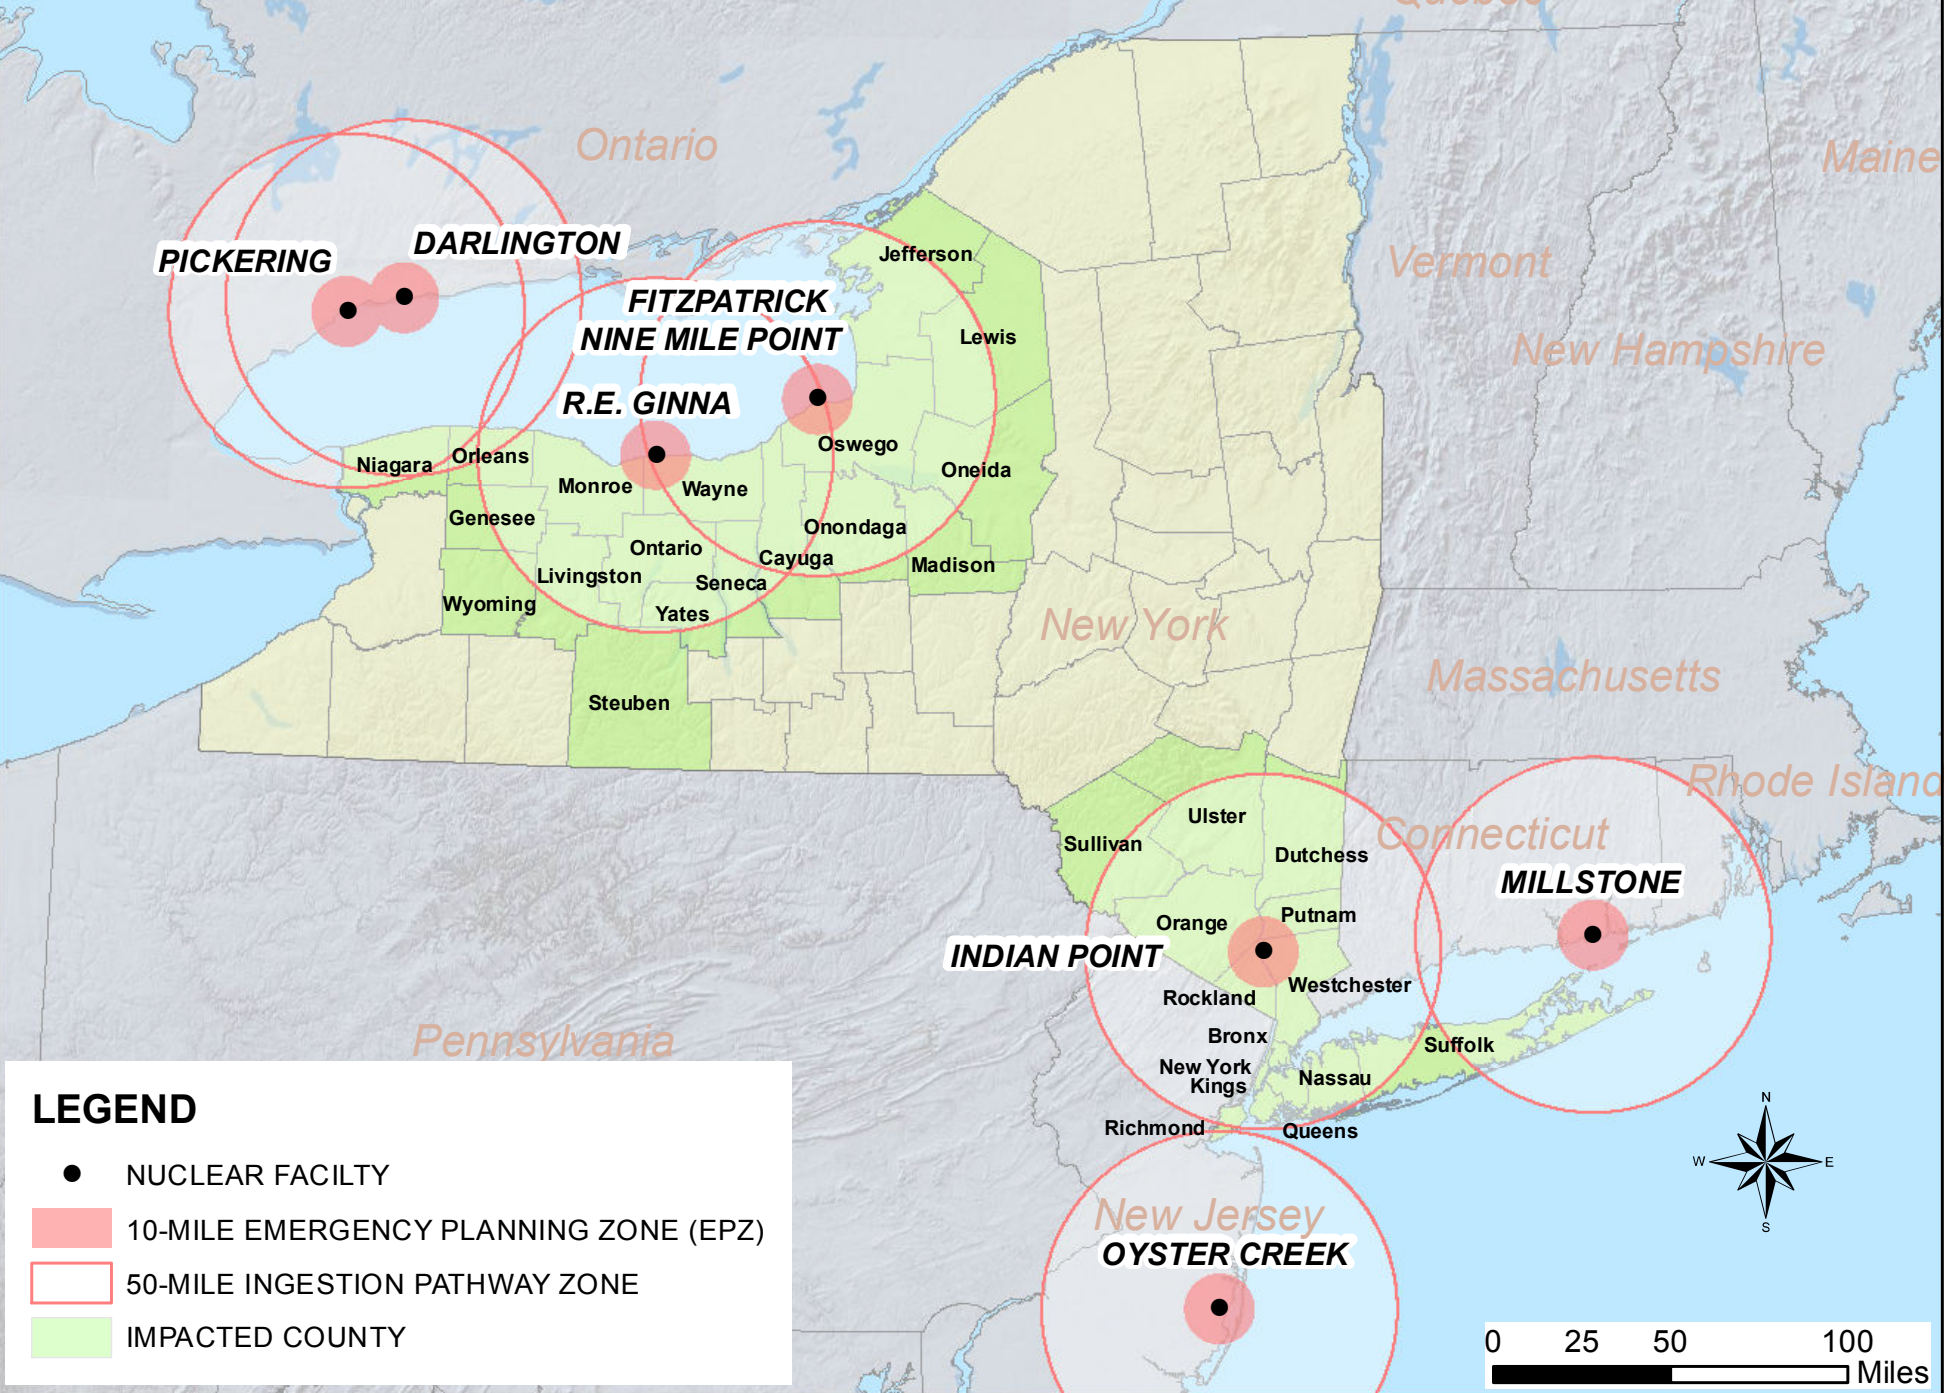 Quebec
Ontario
Maine
PICKERING
DARLINGTON
Jefferson
Vermont
FITZPATRICK
NINE MILE POINT
Lewis
New Hampshire
R.E. GINNA
Oswego
Niagara
Orleans
Oneida
Monroe
Wayne
Genesee
Onondaga
Ontario
Cayuga
Madison
Livingston
Seneca
Wyoming
Yates
New York
Massachusetts
Steuben
Rhode Island
Ulster
Sullivan
Connecticut
Dutchess
MILLSTONE
Orange
Putnam
INDIAN POINT
Westchester
Rockland
Bronx
Pennsylvania
Suffolk
New York
Kings
Nassau
Richmond
Queens
New Jersey
OYSTER CREEK
LEGEND
NUCLEAR FACILTY
10-MILE EMERGENCY PLANNING ZONE (EPZ)
50-MILE INGESTION PATHWAY ZONE
IMPACTED COUNTY
N
W E
S
0 25 50 100
Miles